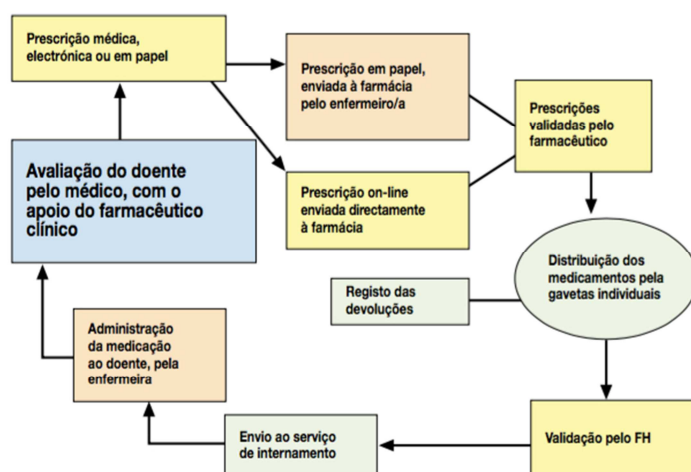 Prescrição médica,
electrónica ou em papel
Prescrição em papel,
enviada à farmácia
pelo enfermeiro/a
Prescrições
validadas pelo
farmacêutico
Avaliação do doente
pelo médico, com o
apoio do farmacêutico
clínico
Prescrição on-line
enviada directamente
à farmácia
Distribuição dos
medicamentos pela
gavetas individuais
Registo das
devoluções
Administração
da medicação
ao doente, pela
enfermeira
Envio ao serviço
de internamento
Validação pelo FH